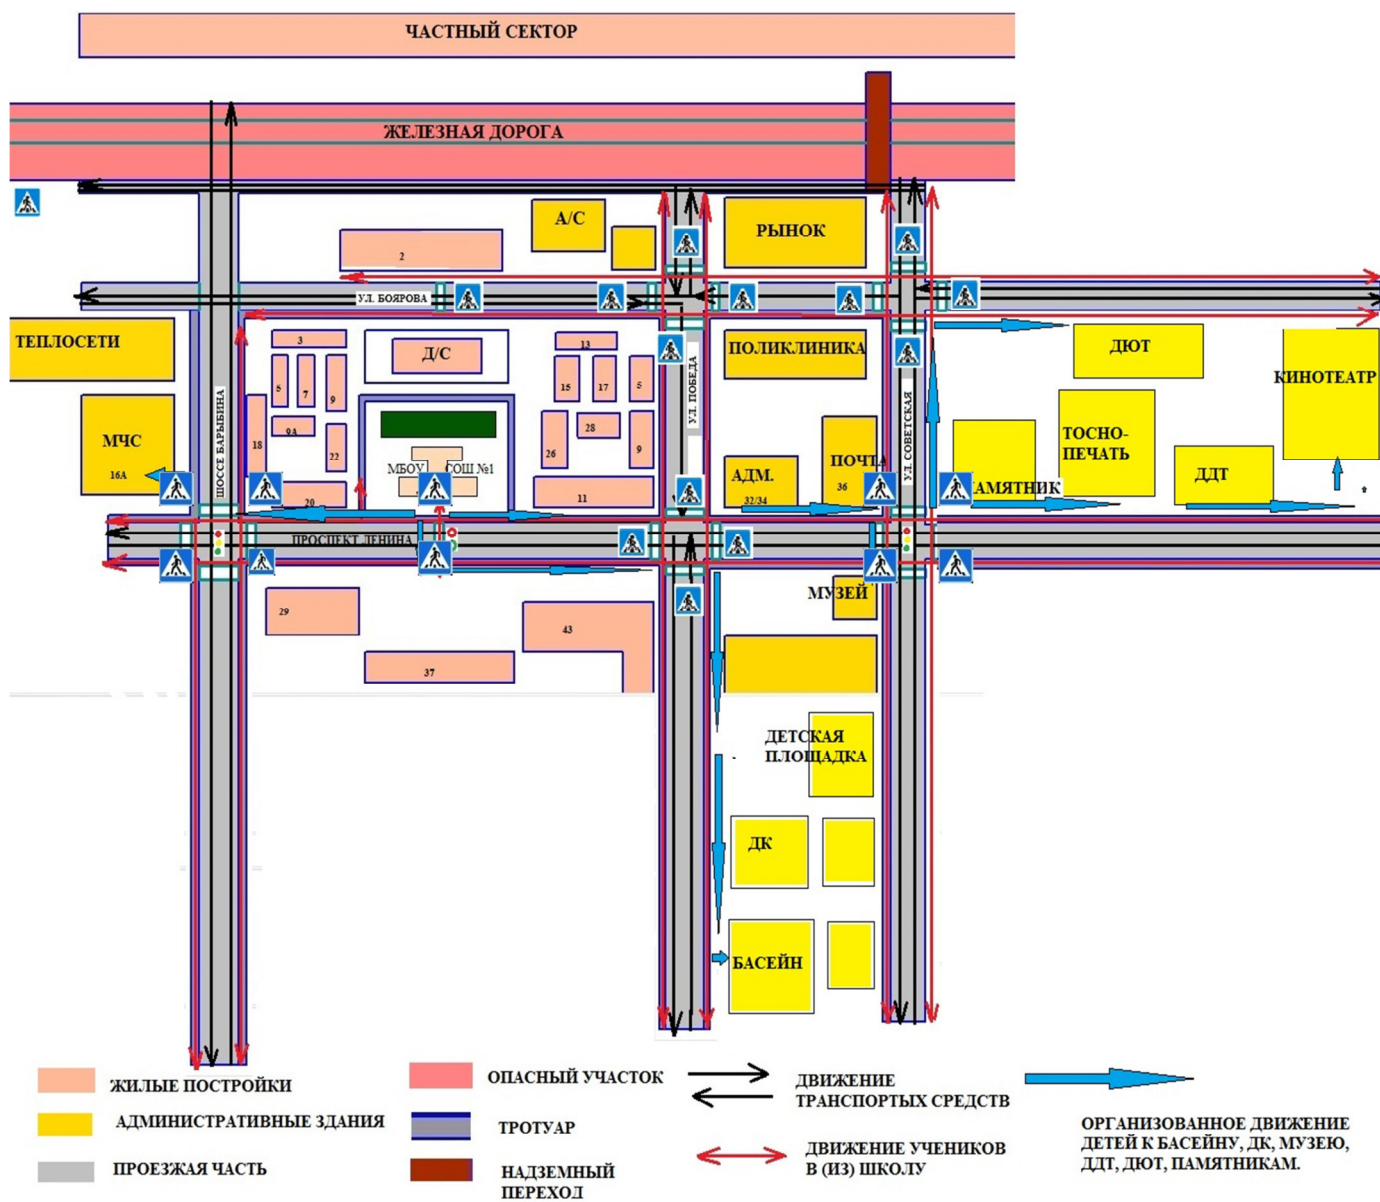 ЧАСТНЫЙ СЕКТОР
ЖЕЛЕЗНАЯ ДОРОГА
А/С
РЫНОК
2
УЛ. БОЯРОВА
ТЕПЛОСЕТИ
3
Д/С
13
ПОЛИКЛИНИКА
УЛ. ПОБЕДА
ДЮТ
КИНОТЕАТР
5
7
9
15
17
5
УЛ. СОВЕТСКАЯ
ШОССЕ БАРЫБИНА
МЧС
16А
18
9А
22
28
26
9
ТОСНО-
ПЕЧАТЬ
МБОУ СОШ №1
АДМ.
32/34
ПОЧТА
36
АМЯТНИК
ДДТ
20
11
ПРОСПЕКТ ЛЕНИНА
МУЗЕЙ
29
43
37
ДЕТСКАЯ
ПЛОЩАДКА
ДК
БАСЕЙН
ЖИЛЫЕ ПОСТРОЙКИ
АДМИНИСТРАТИВНЫЕ ЗДАНИЯ
ПРОЕЗЖАЯ ЧАСТЬ
ОПАСНЫЙ УЧАСТОК
ТРОТУАР
НАДЗЕМНЫЙ
ПЕРЕХОД
ДВИЖЕНИЕ
ТРАНСПОРТЫХ СРЕДСТВ
ДВИЖЕНИЕ УЧЕНИКОВ
В (ИЗ) ШКОЛУ
ОРГАНИЗОВАННОЕ ДВИЖЕНИЕ
ДЕТЕЙ К БАСЕЙНУ, ДК, МУЗЕЮ,
ДДТ, ДЮТ, ПАМЯТНИКАМ.